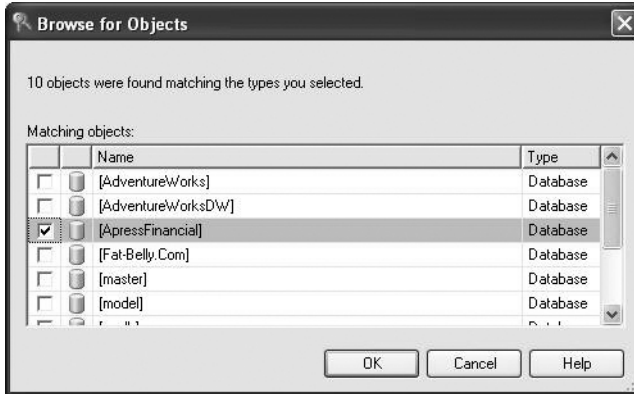 Browse for Objects
10 objects were found matching the types you selected.
Matching objects:
Name Type
[AdventureWorks] Database
[AdventureWorksDW] Database
[ApressFinancial] Database
[Fat-Belly.Com] Database
[master] Database
[model] Database
OK Cancel Help